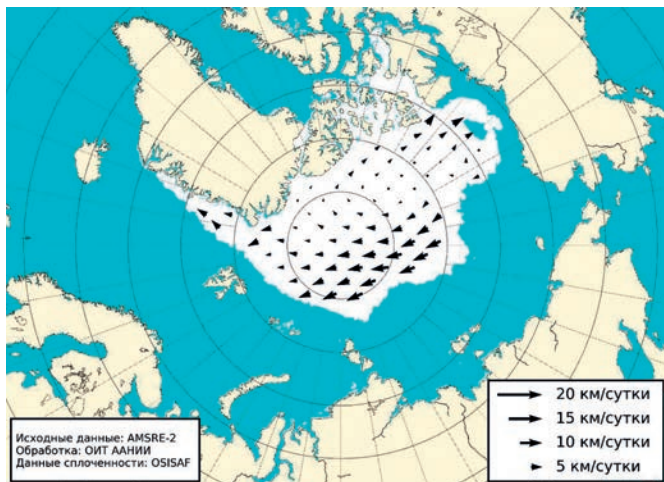 Исходные данные: AMSRE-2
Обработка: ОИТ ААНИИ
Данные сплоченности: OSISAF
20 км/сутки
15 км/сутки
10 км/сутки
5 км/сутки